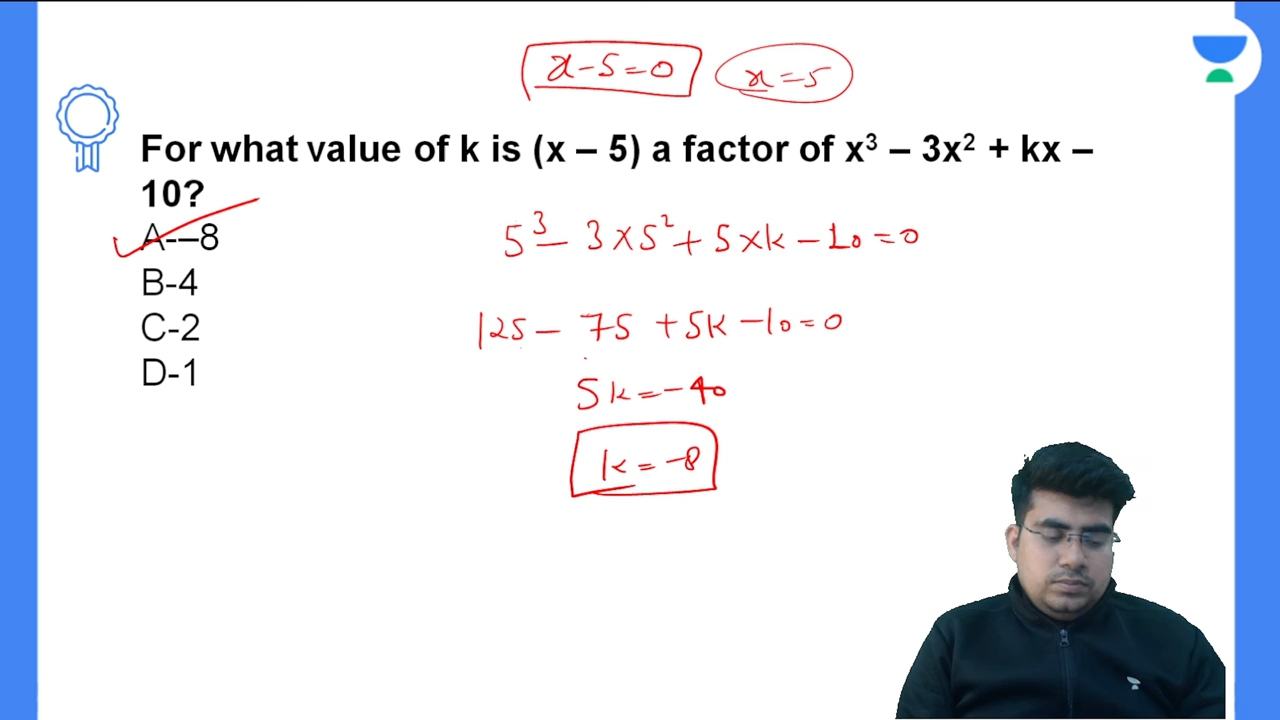 x-5=0 x=5
For what value of k is (x – 5) a factor of x³ – 3x² + kx –
10?
A-–8
B-4
C-2
D-1
5³ - 3×5² + 5×k - 10 = 0
125 - 75 + 5k - 10 = 0
5k = -40
k = -8